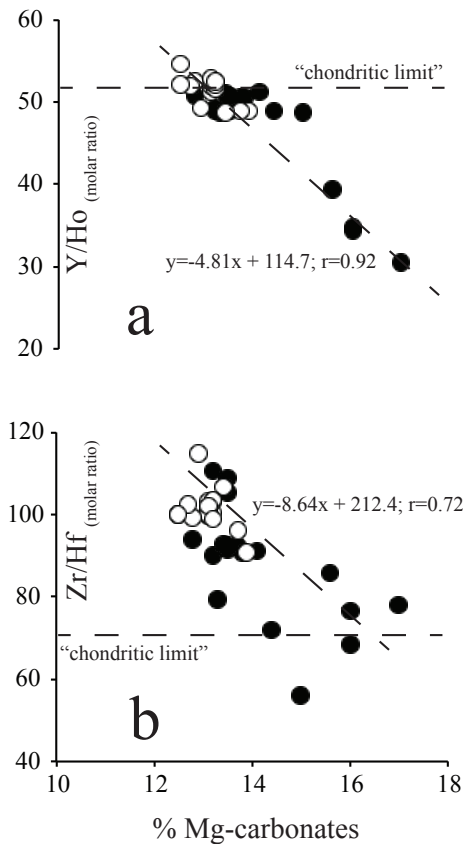 60
50
40
30
20
Y/Ho (molar ratio)
“chondritic limit”
y=-4.81x + 114.7; r=0.92
a
120
100
80
60
40
Zr/Hf (molar ratio)
y=-8.64x + 212.4; r=0.72
“chondritic limit”
b
10 12 14 16 18
% Mg-carbonates